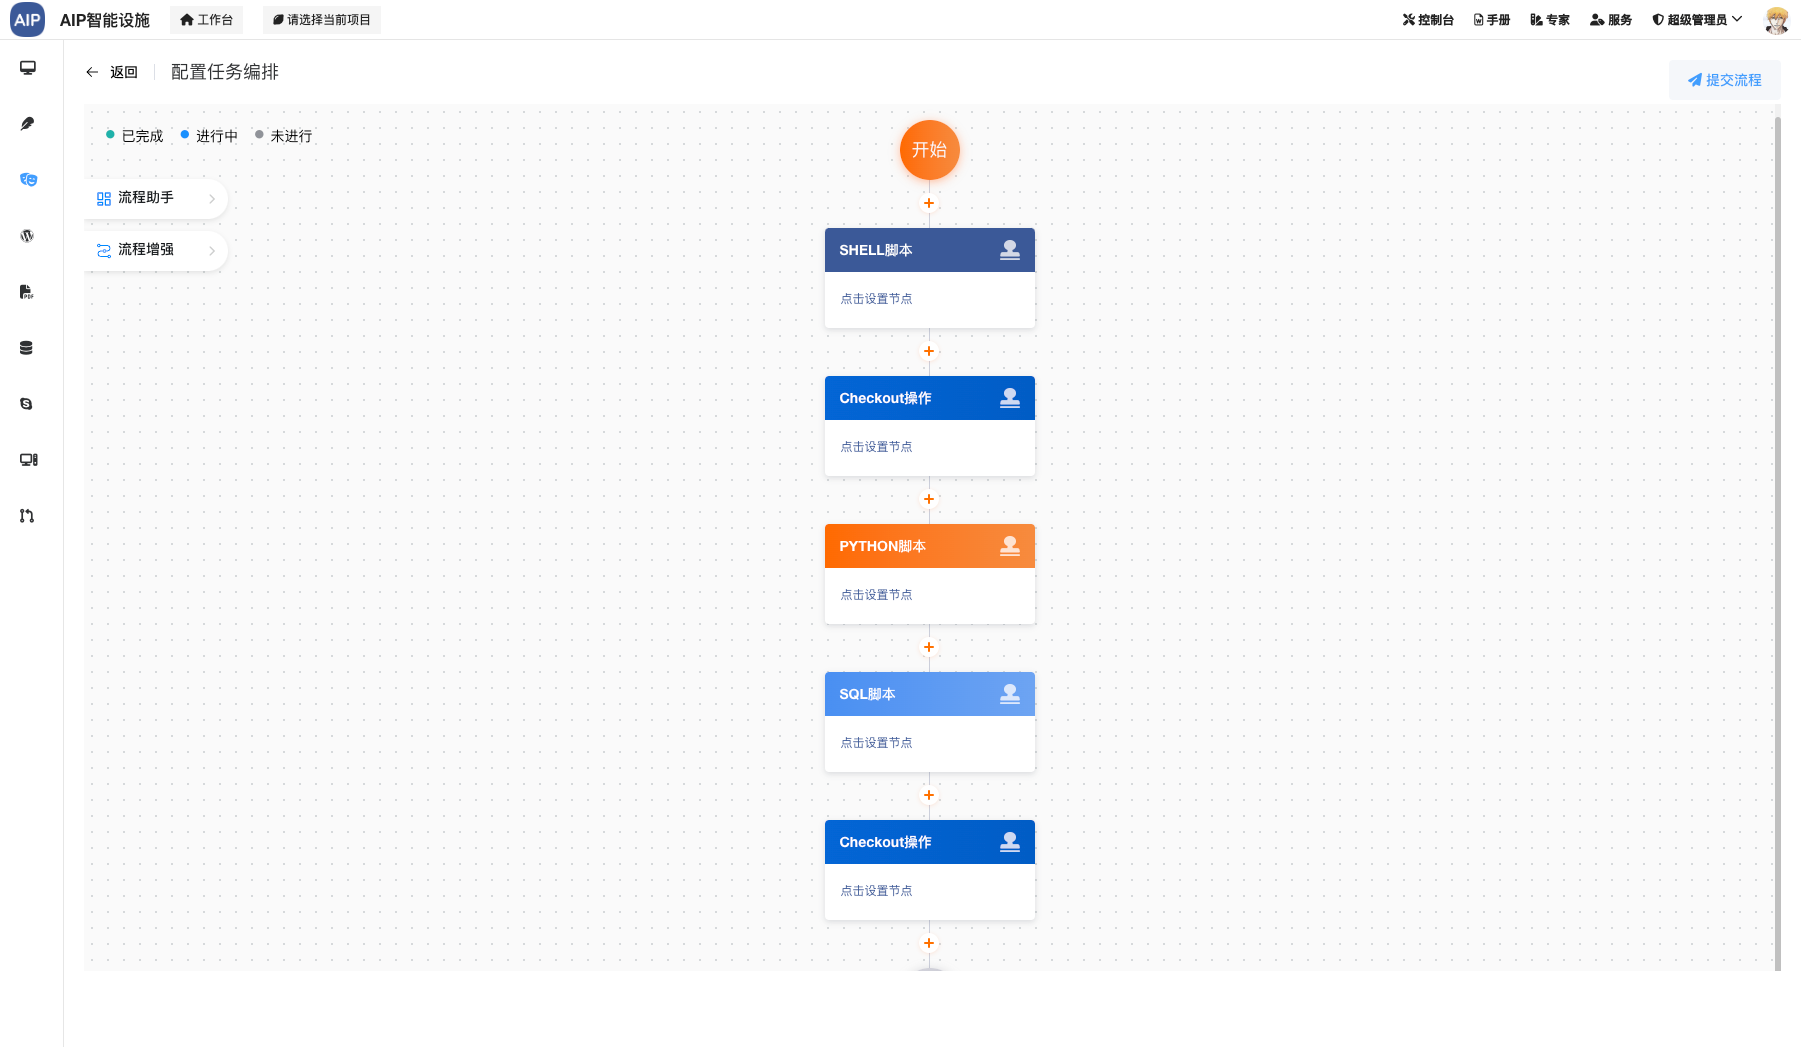 AIP AIP智能设施 工作台 请选择当前项目 控制台 手册 专家 服务 超级管理员
返回 配置任务编排
提交流程
已完成 进行中 未进行
开始
流程助手
流程增强
SHELL脚本
点击设置节点
Checkout操作
点击设置节点
PYTHON脚本
点击设置节点
SQL脚本
点击设置节点
Checkout操作
点击设置节点